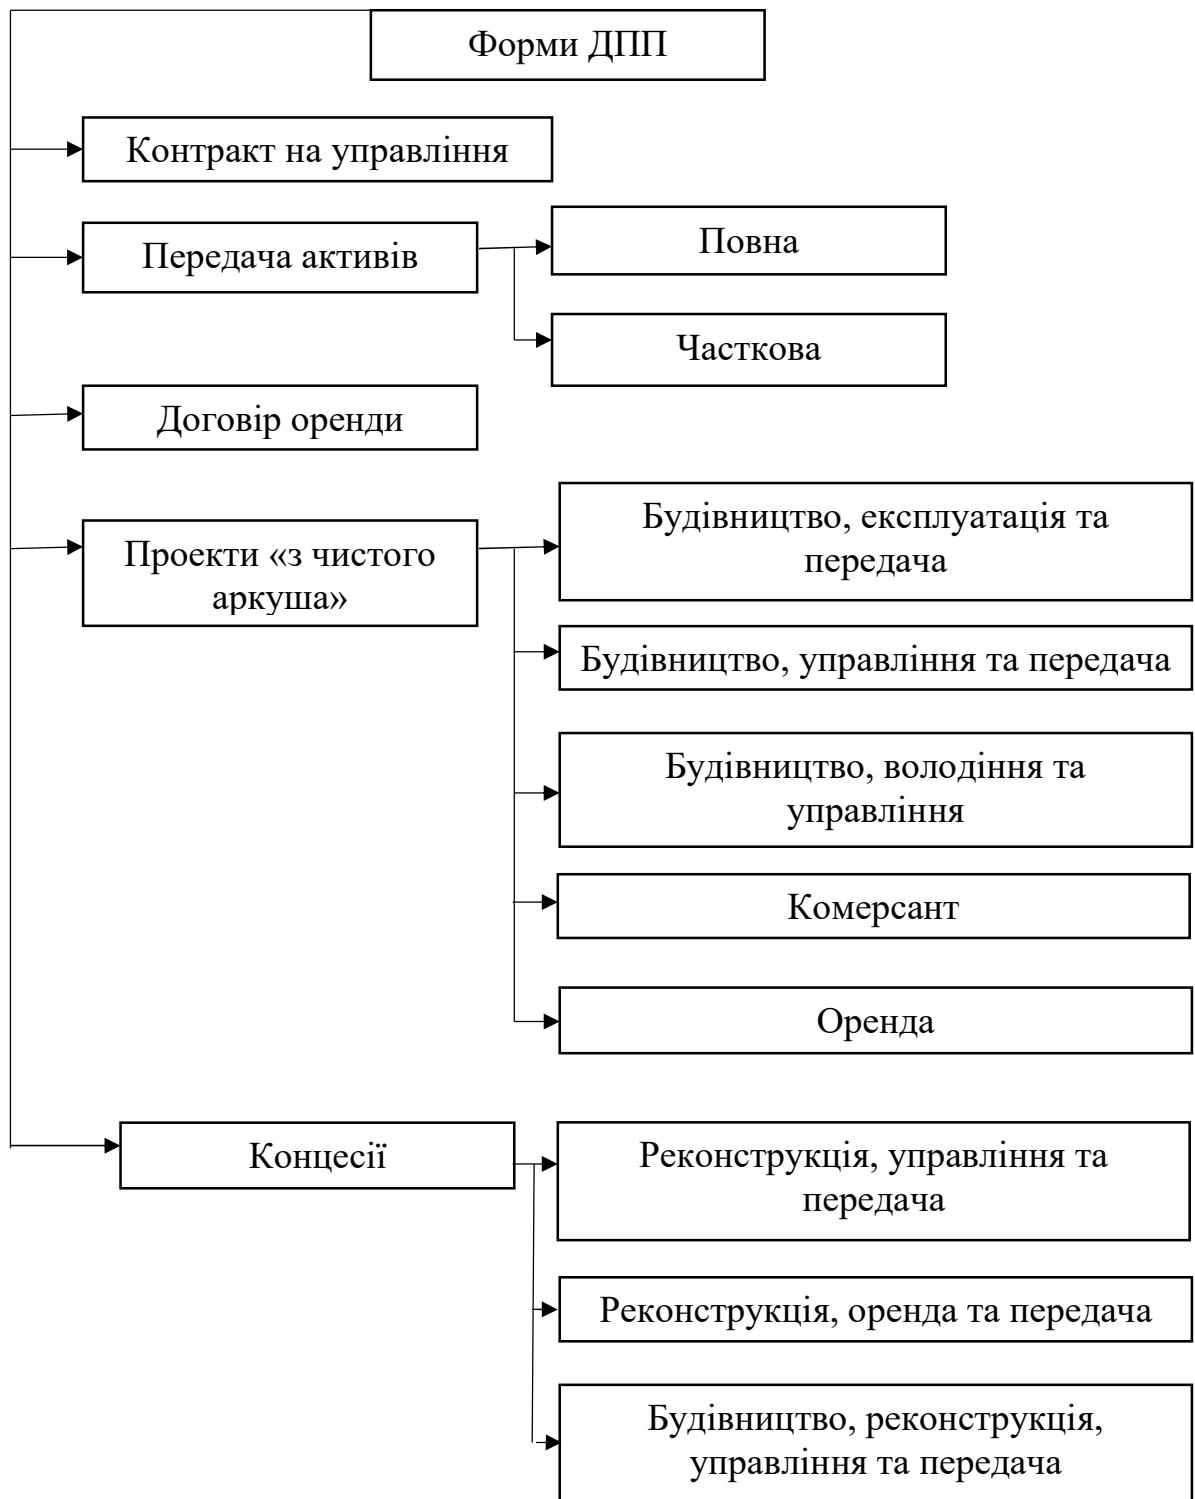 Форми ДПП
Контракт на управління
Передача активів
Повна
Часткова
Договір оренди
Проекти «з чистого
аркуша»
Будівництво, експлуатація та
передача
Будівництво, управління та передача
Будівництво, володіння та
управління
Комерсант
Оренда
Концесії
Реконструкція, управління та
передача
Реконструкція, оренда та передача
Будівництво, реконструкція,
управління та передача